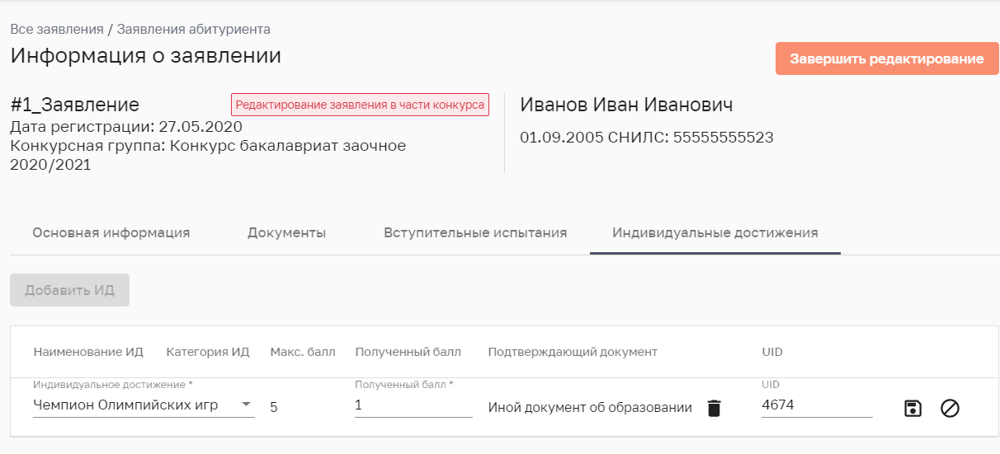 Все заявления / Заявления абитуриента
Информация о заявлении
Завершить редактирование
#1_Заявление
Редактирование заявления в части конкурса
Дата регистрации: 27.05.2020
Конкурсная группа: Конкурс бакалавриат заочное
2020/2021
Иванов Иван Иванович
01.09.2005 СНИЛС: 55555555523
Основная информация Документы Вступительные испытания Индивидуальные достижения
Добавить ИД
Наименование ИД Категория ИД Макс. балл Полученный балл Подтверждающий документ UID
Индивидуальное достижение * Полученный балл * UID
Чемпион Олимпийских игр 5 1 Иной документ об образовании 4674